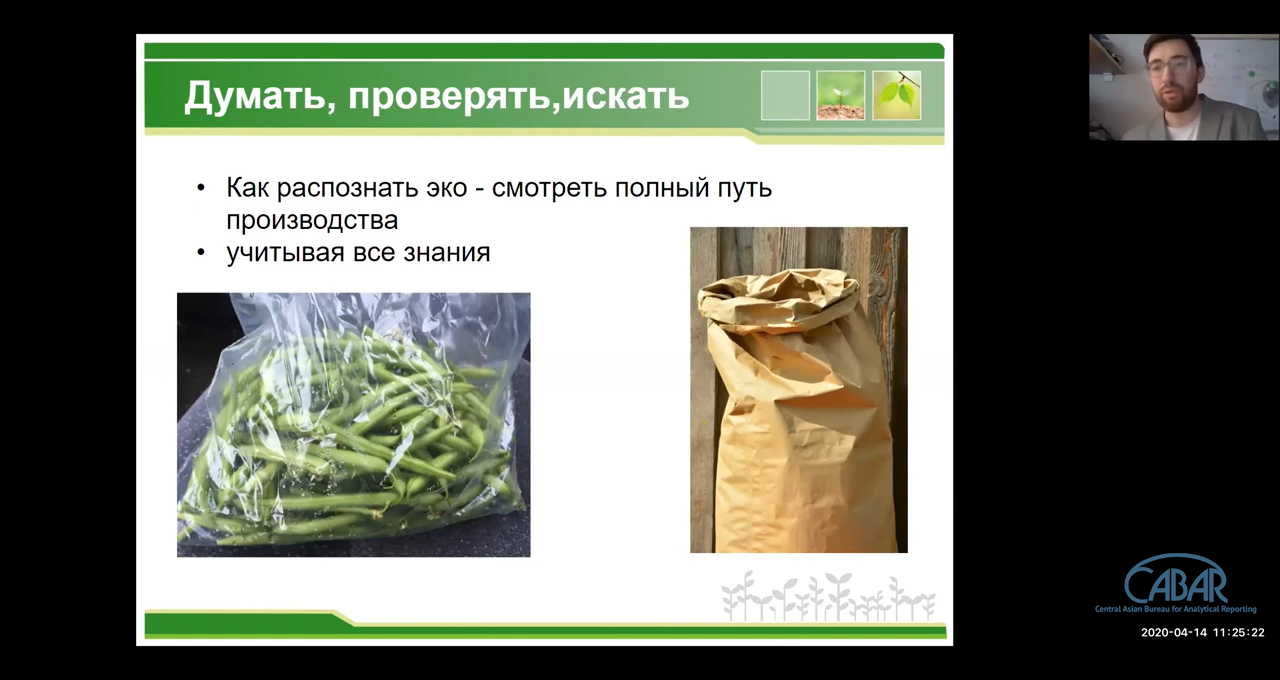 Думать, проверять,искать
• Как распознать эко - смотреть полный путь
производства
• учитывая все знания
CABAR
Central Asian Bureau for Analytical Reporting
2020-04-14 11:25:22